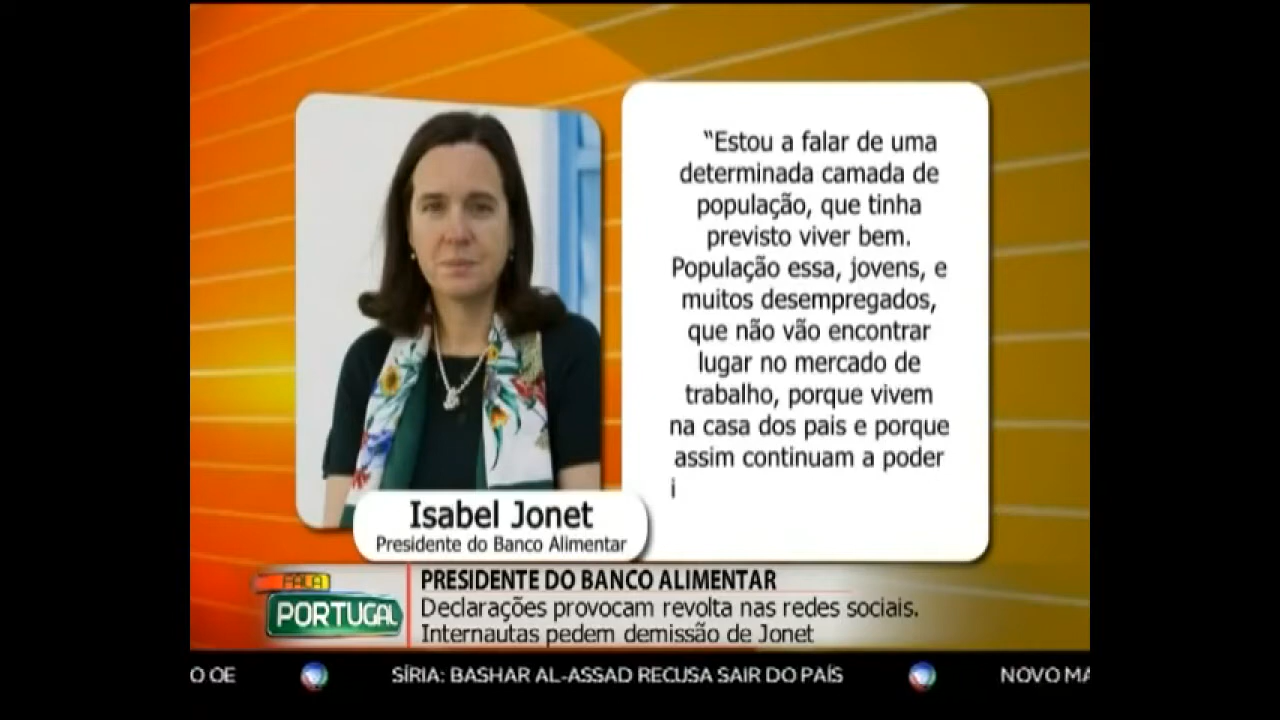 “Estou a falar de uma
determinada camada de
população, que tinha
previsto viver bem.
População essa, jovens, e
muitos desempregados,
que não vão encontrar
lugar no mercado de
trabalho, porque vivem
na casa dos pais e porque
assim continuam a poder
i
Isabel Jonet
Presidente do Banco Alimentar
FALA
PORTUGAL
PRESIDENTE DO BANCO ALIMENTAR
Declarações provocam revolta nas redes sociais.
Internautas pedem demissão de Jonet
O OE SÍRIA: BASHAR AL-ASSAD RECUSA SAIR DO PAÍS NOVO MA